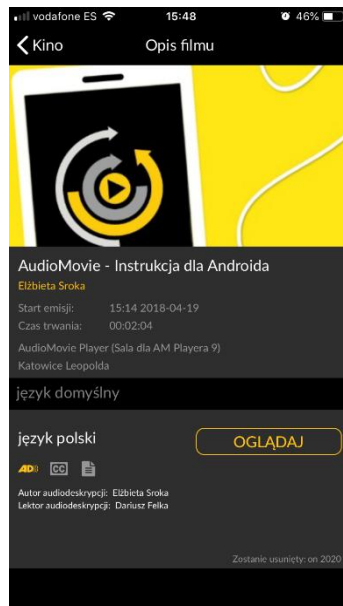 vodafone ES 15:48 46%
Kino Opis filmu
AudioMovie - Instrukcja dla Androida
Elżbieta Sroka
Start emisji: 15:14 2018-04-19
Czas trwania: 00:02:04
AudioMovie Player (Sala dla AM Playera 9)
Katowice Leopolda
język domyślny
język polski OGLĄDAJ
AD CC
Autor audiodeskrypcji: Elżbieta Sroka
Lektor audiodeskrypcji: Dariusz Felka
Zostanie usunięty: on 2020